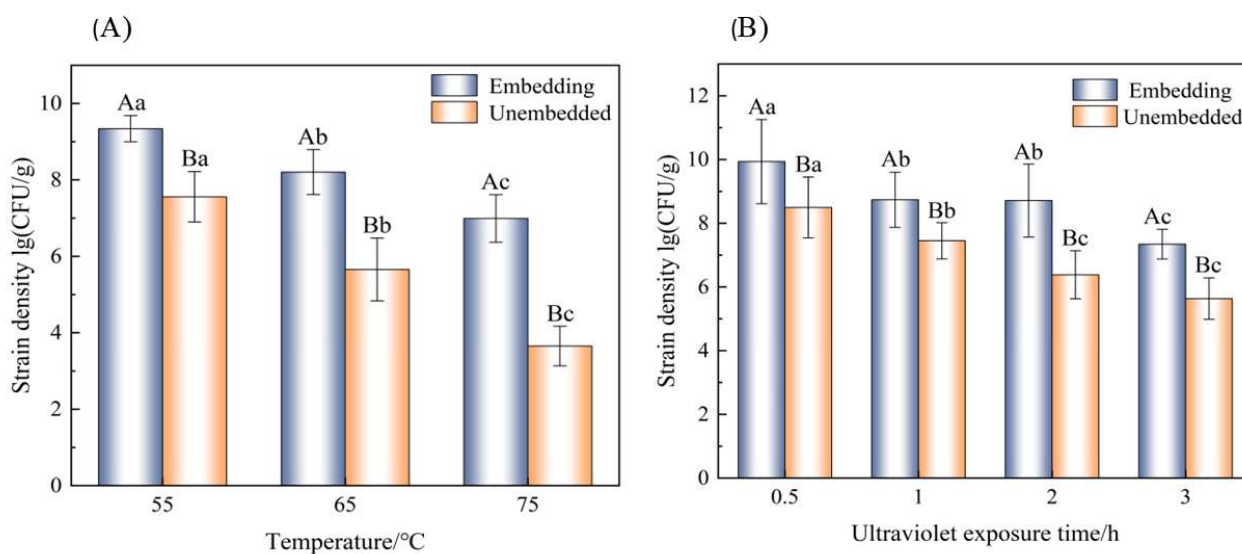 (A)
Strain density lg(CFU/g)
10
8
6
4
2
0
Embedding
Unembedded
Aa
Ba
Ab
Bb
Ac
Bc
55
65
75
Temperature/°C
(B)
Strain density lg(CFU/g)
12
10
8
6
4
2
0
Embedding
Unembedded
Aa
Ba
Ab
Bb
Ab
Bc
Ac
Bc
0.5
1
2
3
Ultraviolet exposure time/h